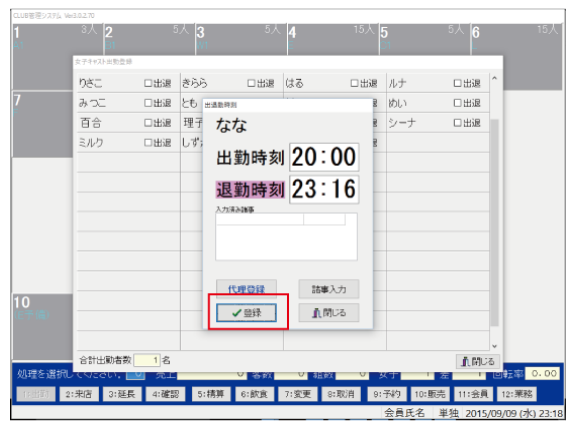 CLUB管理システム Ver5.0.2.70
1 3人 2 5人 3 5人 4 15人 5 5人 6 15人
女子キャスト出勤登録
りさこ □出退 きらら □出退 はる □出退 ルナ □出退
7 みつこ □出退 とも めい □出退
百合 □出退 理子 シーナ □出退
ミルク □出退 しず
出退勤時刻
なな
出勤時刻 20:00
退勤時刻 23:16
入力済み諸事
代理登録 諸事入力
✓登録 閉じる
10
合計出勤者数 1 名 閉じる
処理を選択してください。 0 売上 0 客数 0 組数 0 女子 1 差 1 回転率 0.00
2:来店 3:延長 4:確認 5:精算 6:飲食 7:変更 8:取消 9:予約 10:販売 11:会員 12:業務
会員氏名 単独 2015/09/09 (水) 23:18